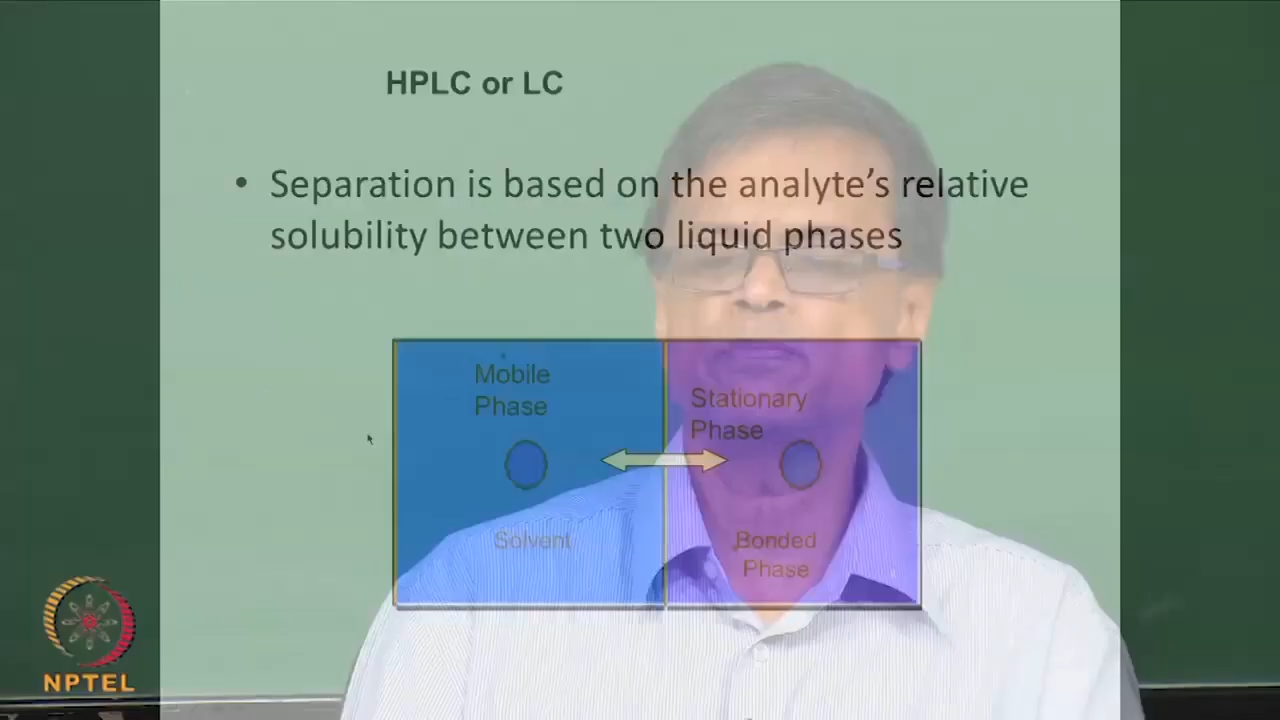 HPLC or LC
• Separation is based on the analyte’s relative
solubility between two liquid phases
Mobile
Phase
Stationary
Phase
Solvent
Bonded
Phase
NPTEL